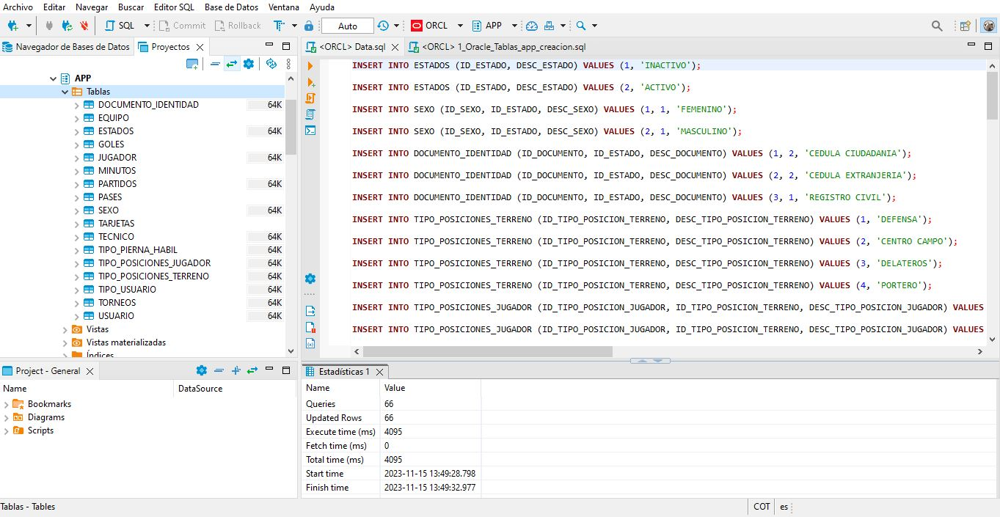 Archivo Editar Navegar Buscar Editor SQL Base de Datos Ventana Ayuda
SQL Commit Rollback Auto ORCL APP
Navegador de Bases de Datos Proyectos
<ORCL> Data.sql <ORCL> 1_Oracle_Tablas_app_creacion.sql
APP
Tablas
DOCUMENTO_IDENTIDAD 64K
EQUIPO
ESTADOS 64K
GOLES
JUGADOR 64K
MINUTOS
PARTIDOS 64K
PASES
SEXO 64K
TARJETAS
TECNICO 64K
TIPO_PIERNA_HABIL 64K
TIPO_POSICIONES_JUGADOR 64K
TIPO_POSICIONES_TERRENO 64K
TIPO_USUARIO 64K
TORNEOS 64K
USUARIO 64K
Vistas
Vistas materializadas
Índices
INSERT INTO ESTADOS (ID_ESTADO, DESC_ESTADO) VALUES (1, 'INACTIVO');
INSERT INTO ESTADOS (ID_ESTADO, DESC_ESTADO) VALUES (2, 'ACTIVO');
INSERT INTO SEXO (ID_SEXO, ID_ESTADO, DESC_SEXO) VALUES (1, 1, 'FEMENINO');
INSERT INTO SEXO (ID_SEXO, ID_ESTADO, DESC_SEXO) VALUES (2, 1, 'MASCULINO');
INSERT INTO DOCUMENTO_IDENTIDAD (ID_DOCUMENTO, ID_ESTADO, DESC_DOCUMENTO) VALUES (1, 2, 'CEDULA CIUDADANIA');
INSERT INTO DOCUMENTO_IDENTIDAD (ID_DOCUMENTO, ID_ESTADO, DESC_DOCUMENTO) VALUES (2, 2, 'CEDULA EXTRANJERIA');
INSERT INTO DOCUMENTO_IDENTIDAD (ID_DOCUMENTO, ID_ESTADO, DESC_DOCUMENTO) VALUES (3, 1, 'REGISTRO CIVIL');
INSERT INTO TIPO_POSICIONES_TERRENO (ID_TIPO_POSICION_TERRENO, DESC_TIPO_POSICION_TERRENO) VALUES (1, 'DEFENSA');
INSERT INTO TIPO_POSICIONES_TERRENO (ID_TIPO_POSICION_TERRENO, DESC_TIPO_POSICION_TERRENO) VALUES (2, 'CENTRO CAMPO');
INSERT INTO TIPO_POSICIONES_TERRENO (ID_TIPO_POSICION_TERRENO, DESC_TIPO_POSICION_TERRENO) VALUES (3, 'DELATEROS');
INSERT INTO TIPO_POSICIONES_TERRENO (ID_TIPO_POSICION_TERRENO, DESC_TIPO_POSICION_TERRENO) VALUES (4, 'PORTERO');
INSERT INTO TIPO_POSICIONES_JUGADOR (ID_TIPO_POSICION_JUGADOR, ID_TIPO_POSICION_TERRENO, DESC_TIPO_POSICION_JUGADOR) VALUES
INSERT INTO TIPO_POSICIONES_JUGADOR (ID_TIPO_POSICION_JUGADOR, ID_TIPO_POSICION_TERRENO, DESC_TIPO_POSICION_JUGADOR) VALUES
Project - General
Name DataSource
Bookmarks
Diagrams
Scripts
Estadísticas 1
Name Value
Queries 66
Updated Rows 66
Execute time (ms) 4095
Fetch time (ms) 0
Total time (ms) 4095
Start time 2023-11-15 13:49:28.798
Finish time 2023-11-15 13:49:32.977
Tablas - Tables COT es